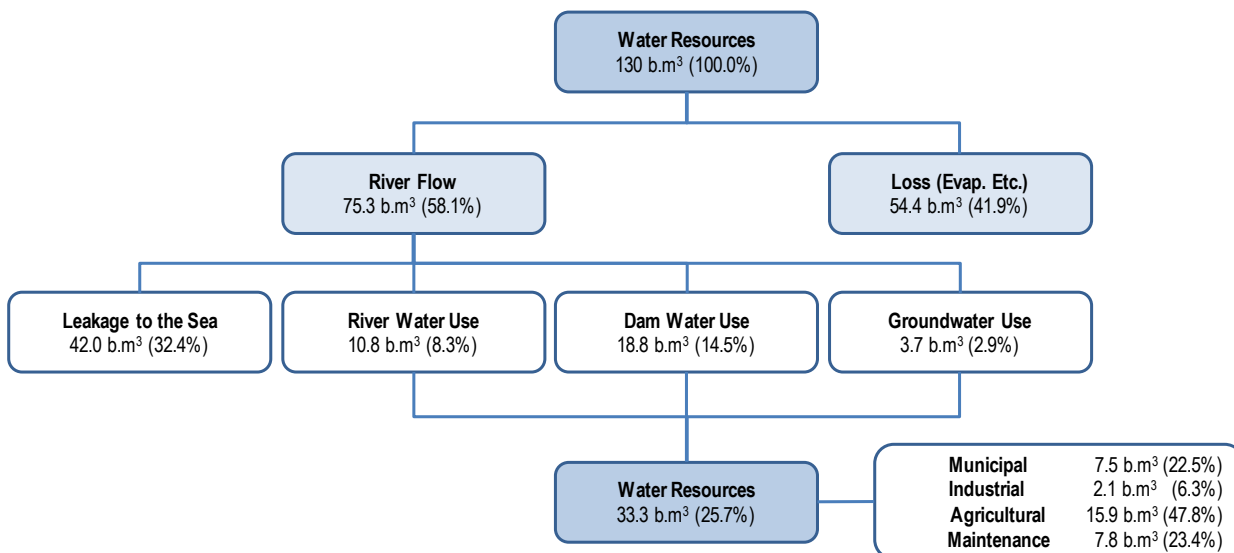 Water Resources
130 b.m³ (100.0%)
River Flow
75.3 b.m³ (58.1%)
Loss (Evap. Etc.)
54.4 b.m³ (41.9%)
Leakage to the Sea
42.0 b.m³ (32.4%)
River Water Use
10.8 b.m³ (8.3%)
Dam Water Use
18.8 b.m³ (14.5%)
Groundwater Use
3.7 b.m³ (2.9%)
Water Resources
33.3 b.m³ (25.7%)
Municipal 7.5 b.m³ (22.5%)
Industrial 2.1 b.m³ (6.3%)
Agricultural 15.9 b.m³ (47.8%)
Maintenance 7.8 b.m³ (23.4%)